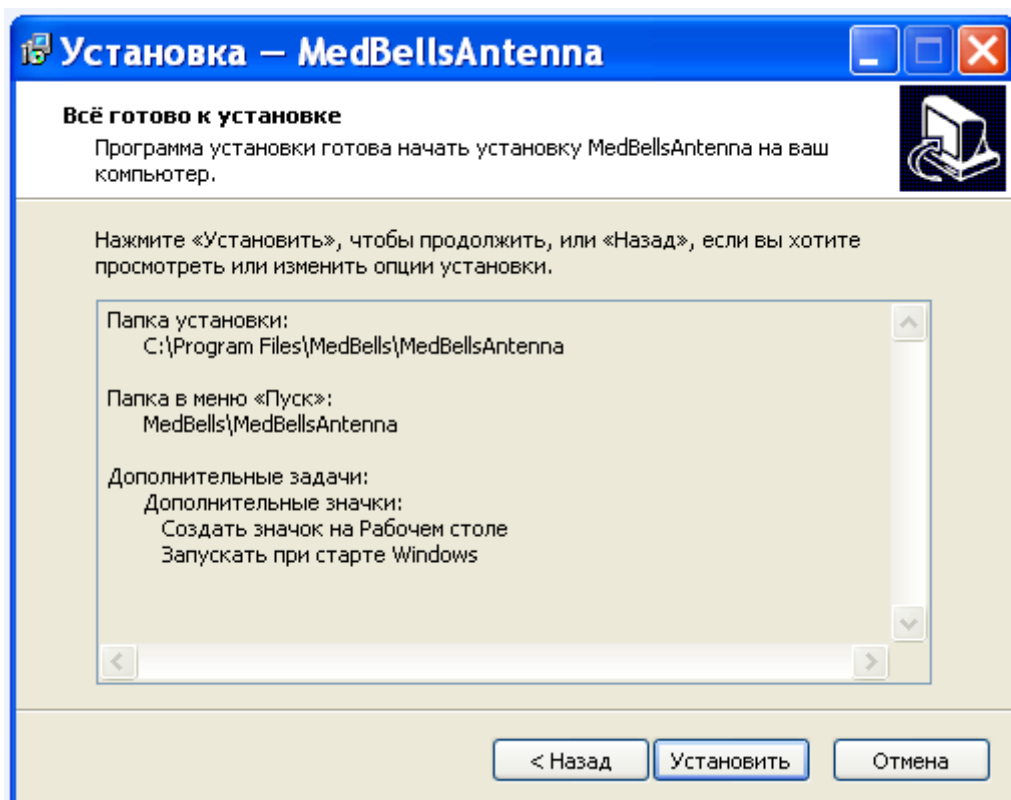 Установка — MedBellsAntenna
Всё готово к установке
Программа установки готова начать установку MedBellsAntenna на ваш
компьютер.
Нажмите «Установить», чтобы продолжить, или «Назад», если вы хотите
просмотреть или изменить опции установки.
Папка установки:
C:\Program Files\MedBells\MedBellsAntenna
Папка в меню «Пуск»:
MedBells\MedBellsAntenna
Дополнительные задачи:
Дополнительные значки:
Создать значок на Рабочем столе
Запускать при старте Windows
< Назад
Установить
Отмена